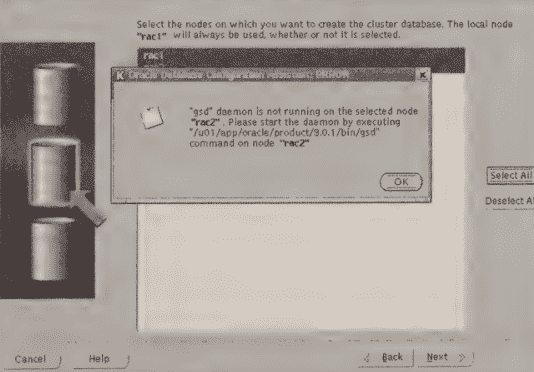 Select the nodes on which you want to create the cluster database. The local node
"rac1" will always be used, whether or not it is selected.
rac1
Oracle Database Configuration Assistant: ERROR
"gsd" daemon is not running on the selected node
"rac2". Please start the daemon by executing
"/u01/app/oracle/product/9.0.1/bin/gsd"
command on node "rac2"
OK
Select All
Deselect A
Cancel
Help
Back
Next